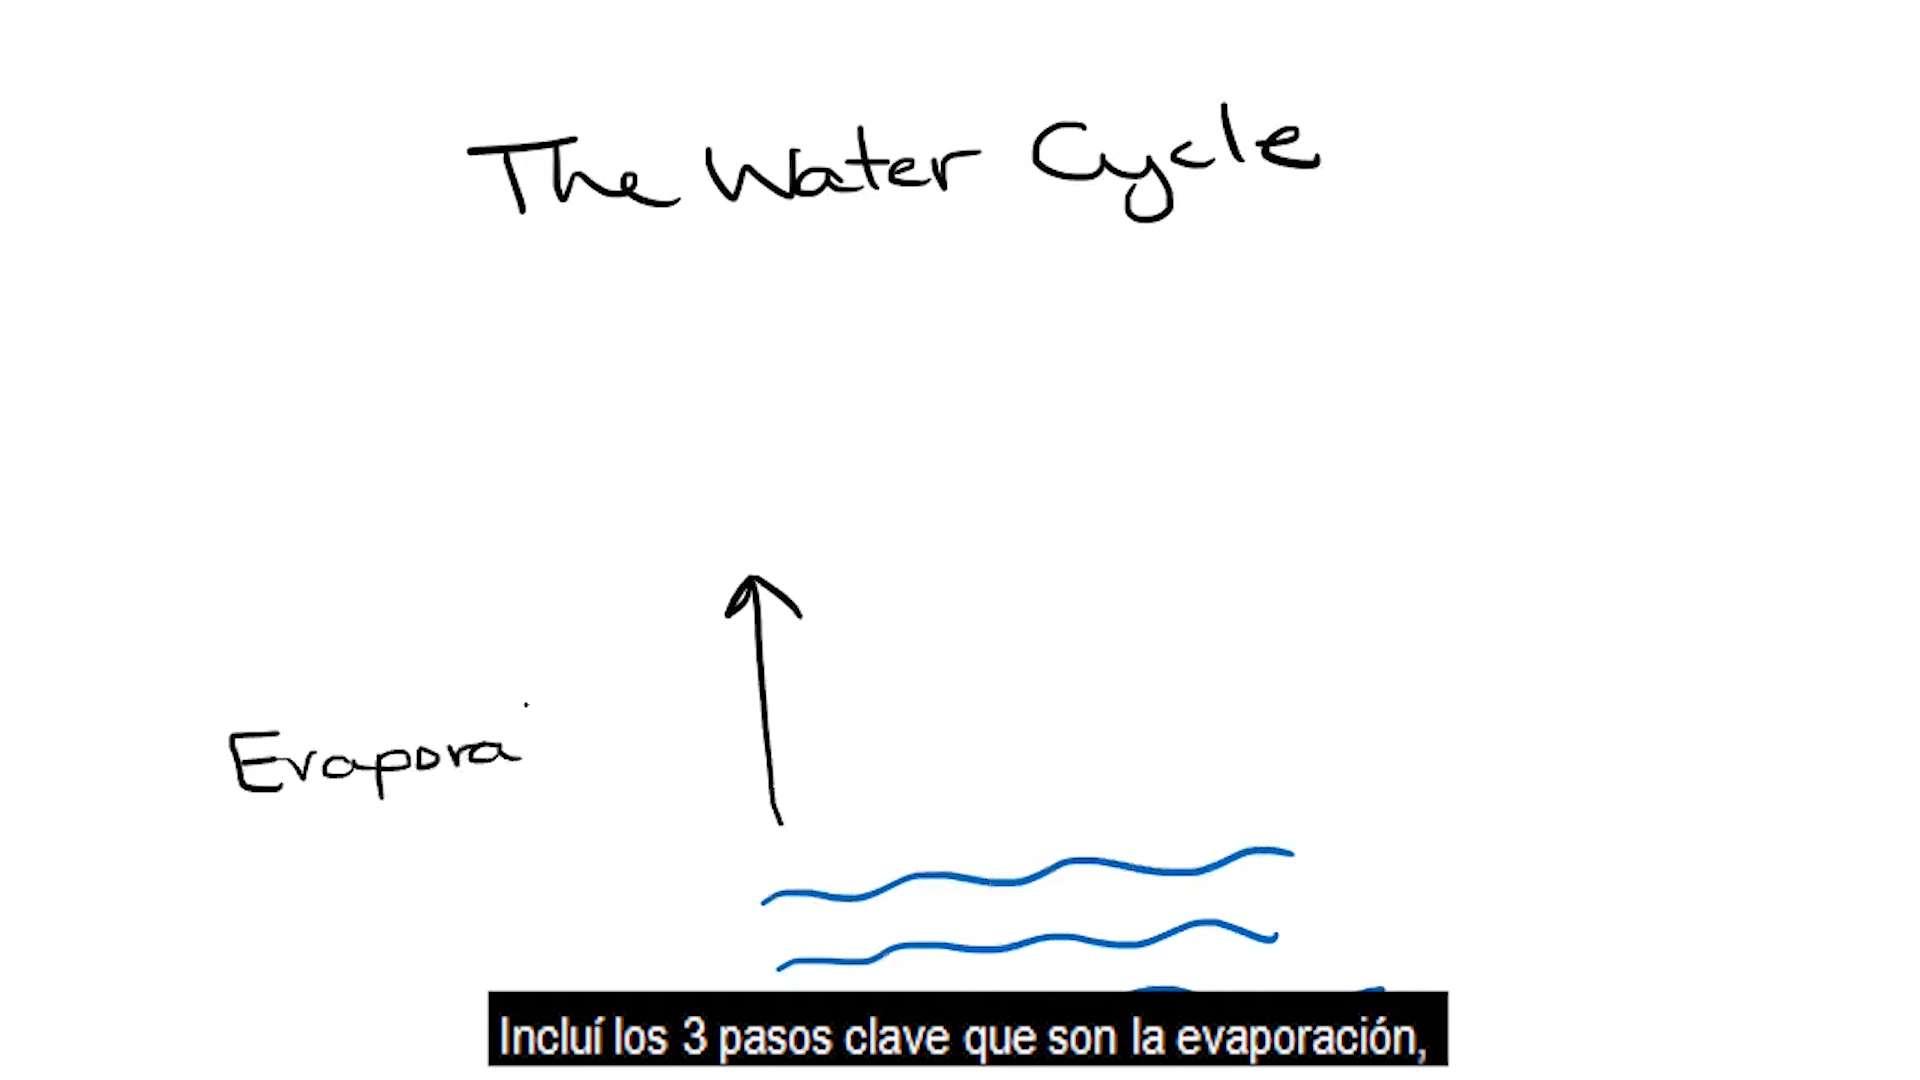 The Water Cycle
Evapora
Incluí los 3 pasos clave que son la evaporación,